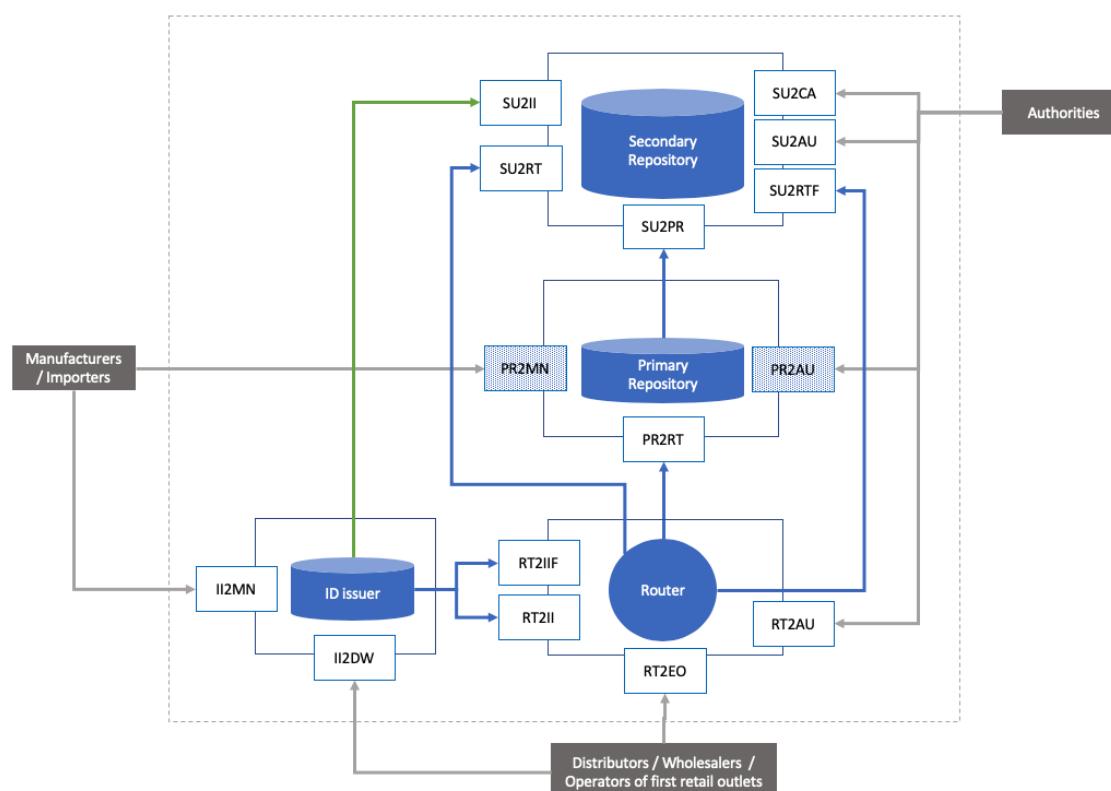 SU2II
SU2CA
Authorities
Secondary
Repository
SU2AU
SU2RT
SU2RTF
SU2PR
Manufacturers
/ Importers
PR2MN
Primary
Repository
PR2AU
PR2RT
II2MN
ID issuer
RT2IIF
Router
RT2II
RT2AU
II2DW
RT2EO
Distributors / Wholesalers /
Operators of first retail outlets